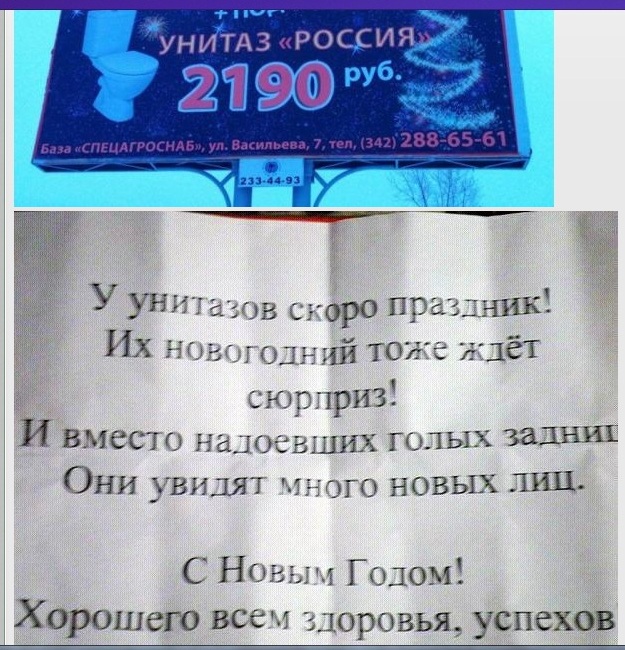 УНИТАЗ «РОССИЯ»
2190 руб.
База «СПЕЦАГРОСНАБ», ул. Васильева, 7, тел, (342) 288-65-61
233-44-93
У унитазов скоро праздник!
Их новогодний тоже ждёт
сюрприз!
И вместо надоевших голых задниц
Они увидят много новых лиц.
С Новым Годом!
Хорошего всем здоровья, успехов